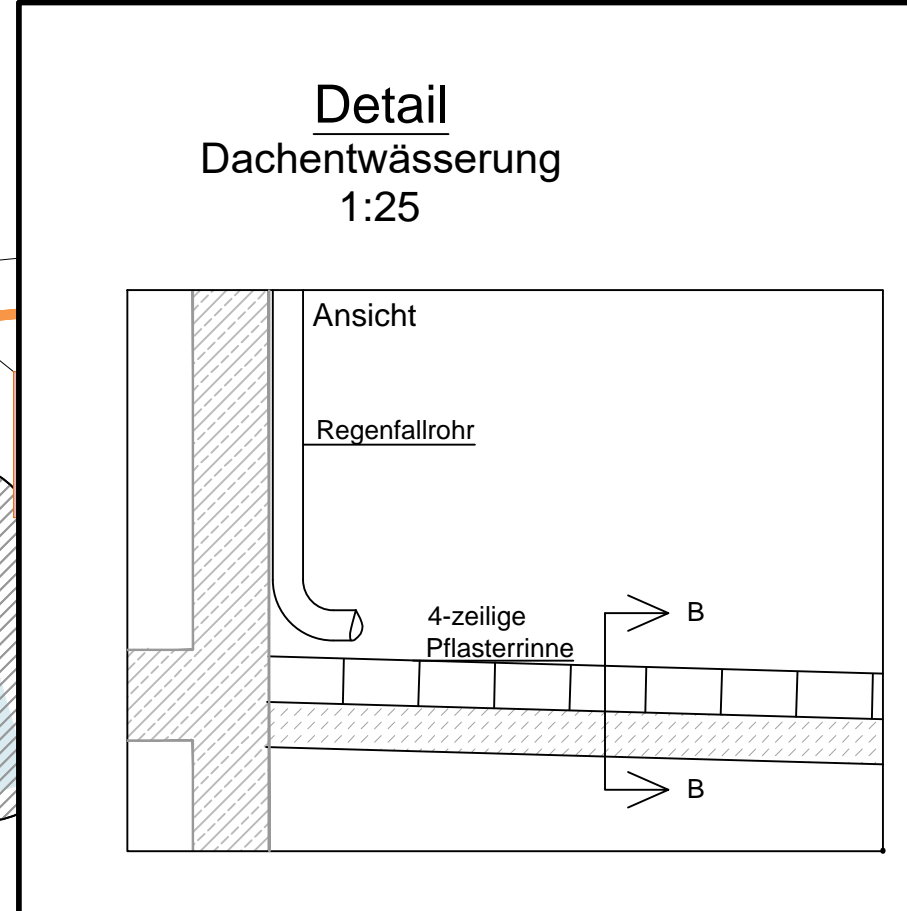 Detail
Dachentwässerung
1:25
Ansicht
Regenfallrohr
4-zeilige
Pflasterrinne
B
B